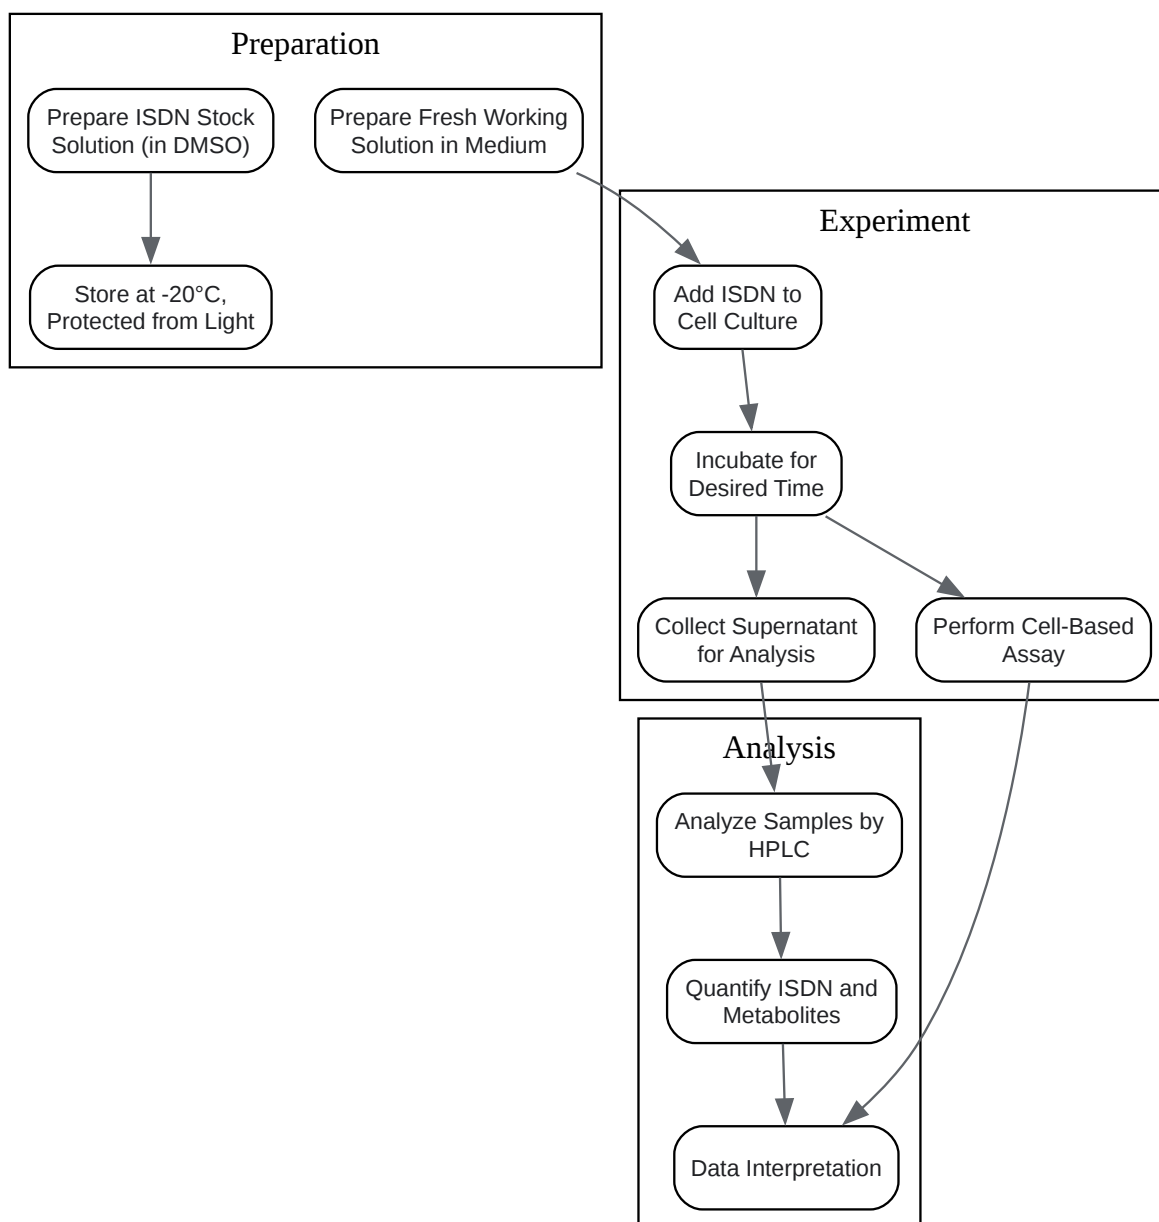 Preparation
Prepare ISDN Stock
Solution (in DMSO)
Prepare Fresh Working
Solution in Medium
Store at -20°C,
Protected from Light
Experiment
Add ISDN to
Cell Culture
Incubate for
Desired Time
Collect Supernatant
for Analysis
Perform Cell-Based
Assay
Analysis
Analyze Samples by
HPLC
Quantify ISDN and
Metabolites
Data Interpretation